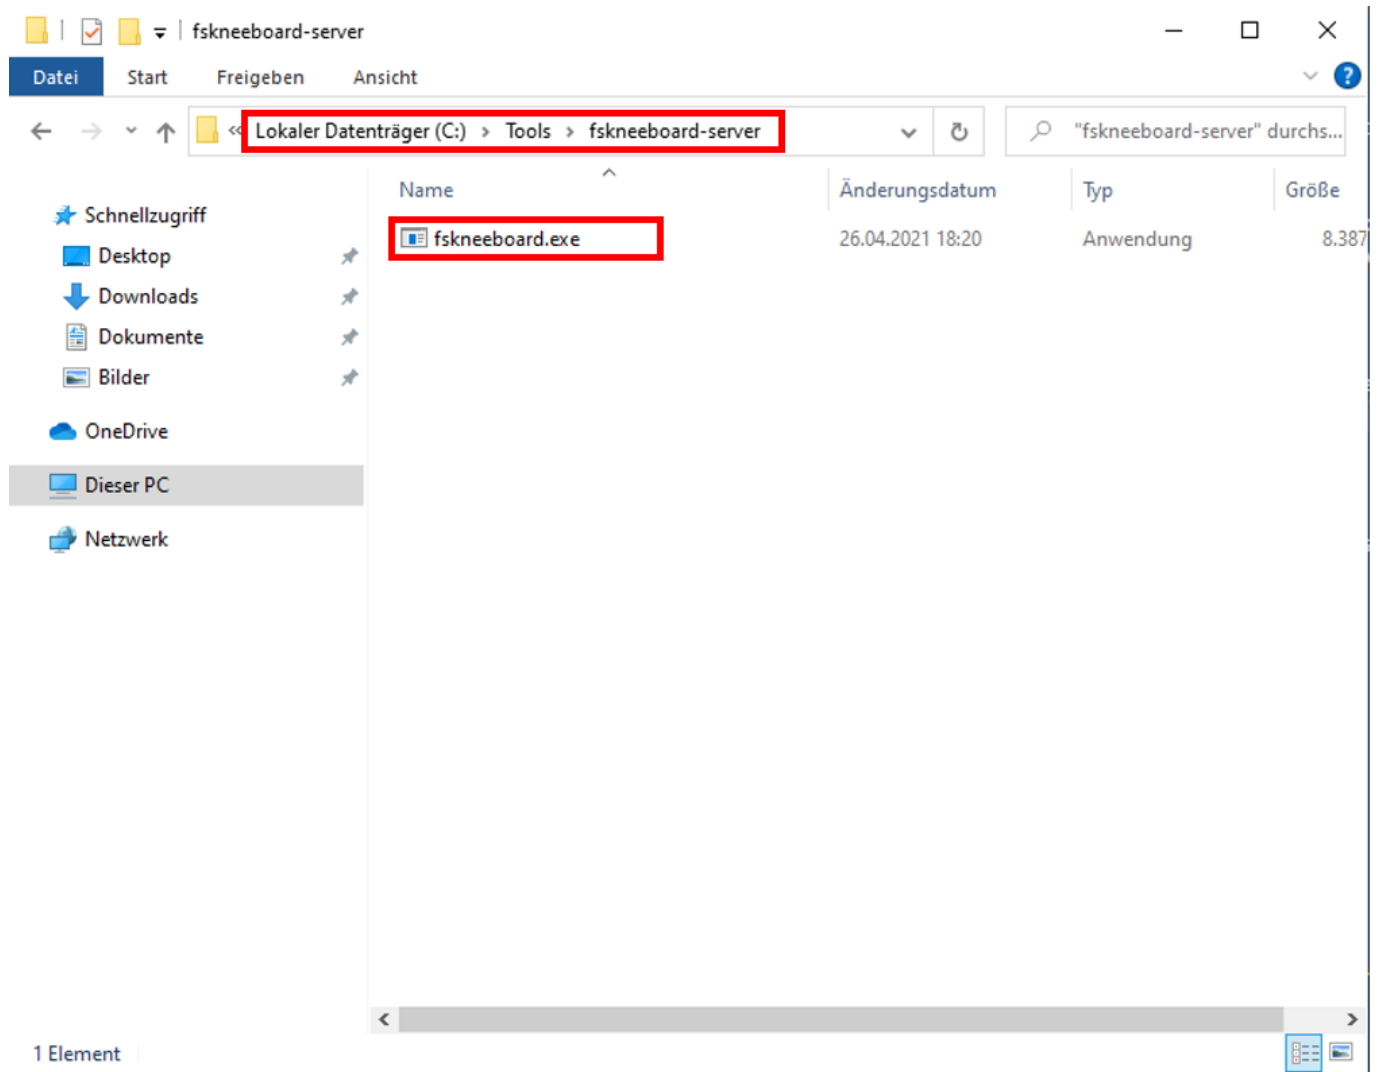 fskneeboard-server
Datei Start Freigeben Ansicht
« Lokaler Datenträger (C:) > Tools > fskneeboard-server "fskneeboard-server" durchs...
Name Änderungsdatum Typ Größe
fskneeboard.exe 26.04.2021 18:20 Anwendung 8.387
Schnellzugriff
Desktop
Downloads
Dokumente
Bilder
OneDrive
Dieser PC
Netzwerk
1 Element